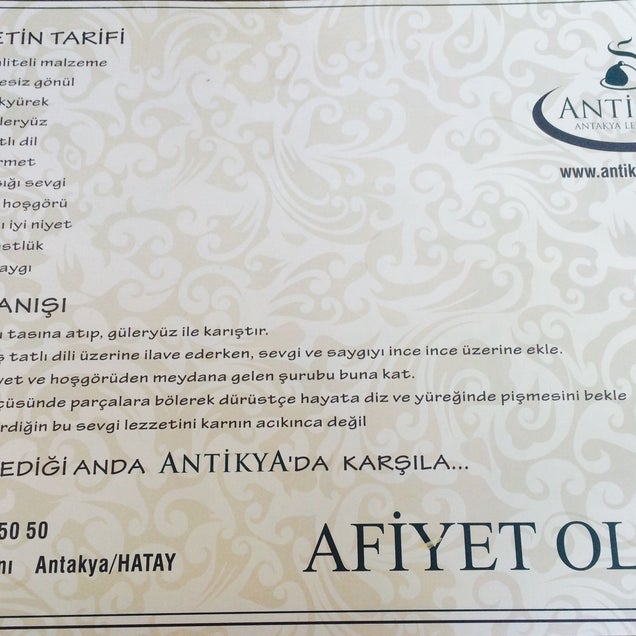 ETİN TARİFİ
liteli malzeme
esiz gönül
kyürek
leryüz
tlı dil
rmet
şığı sevgi
hoşgörü
ı iyi niyet
stlük
aygı
ANTİ
ANTAKYA LE
www.antik
ANIŞI
ı tasına atıp, güleryüz ile karıştır.
ş tatlı dili üzerine ilave ederken, sevgi ve saygıyı ince ince üzerine ekle.
yet ve hoşgörüden meydana gelen şurubu buna kat.
çüsünde parçalara bölerek dürüstçe hayata diz ve yüreğinde pişmesini bekle
rdiğin bu sevgi lezzetini karnın acıkınca değil
EDİĞİ ANDA ANTİKYA'DA KARŞILA...
50 50
nı Antakya/HATAY
AFİYET OL